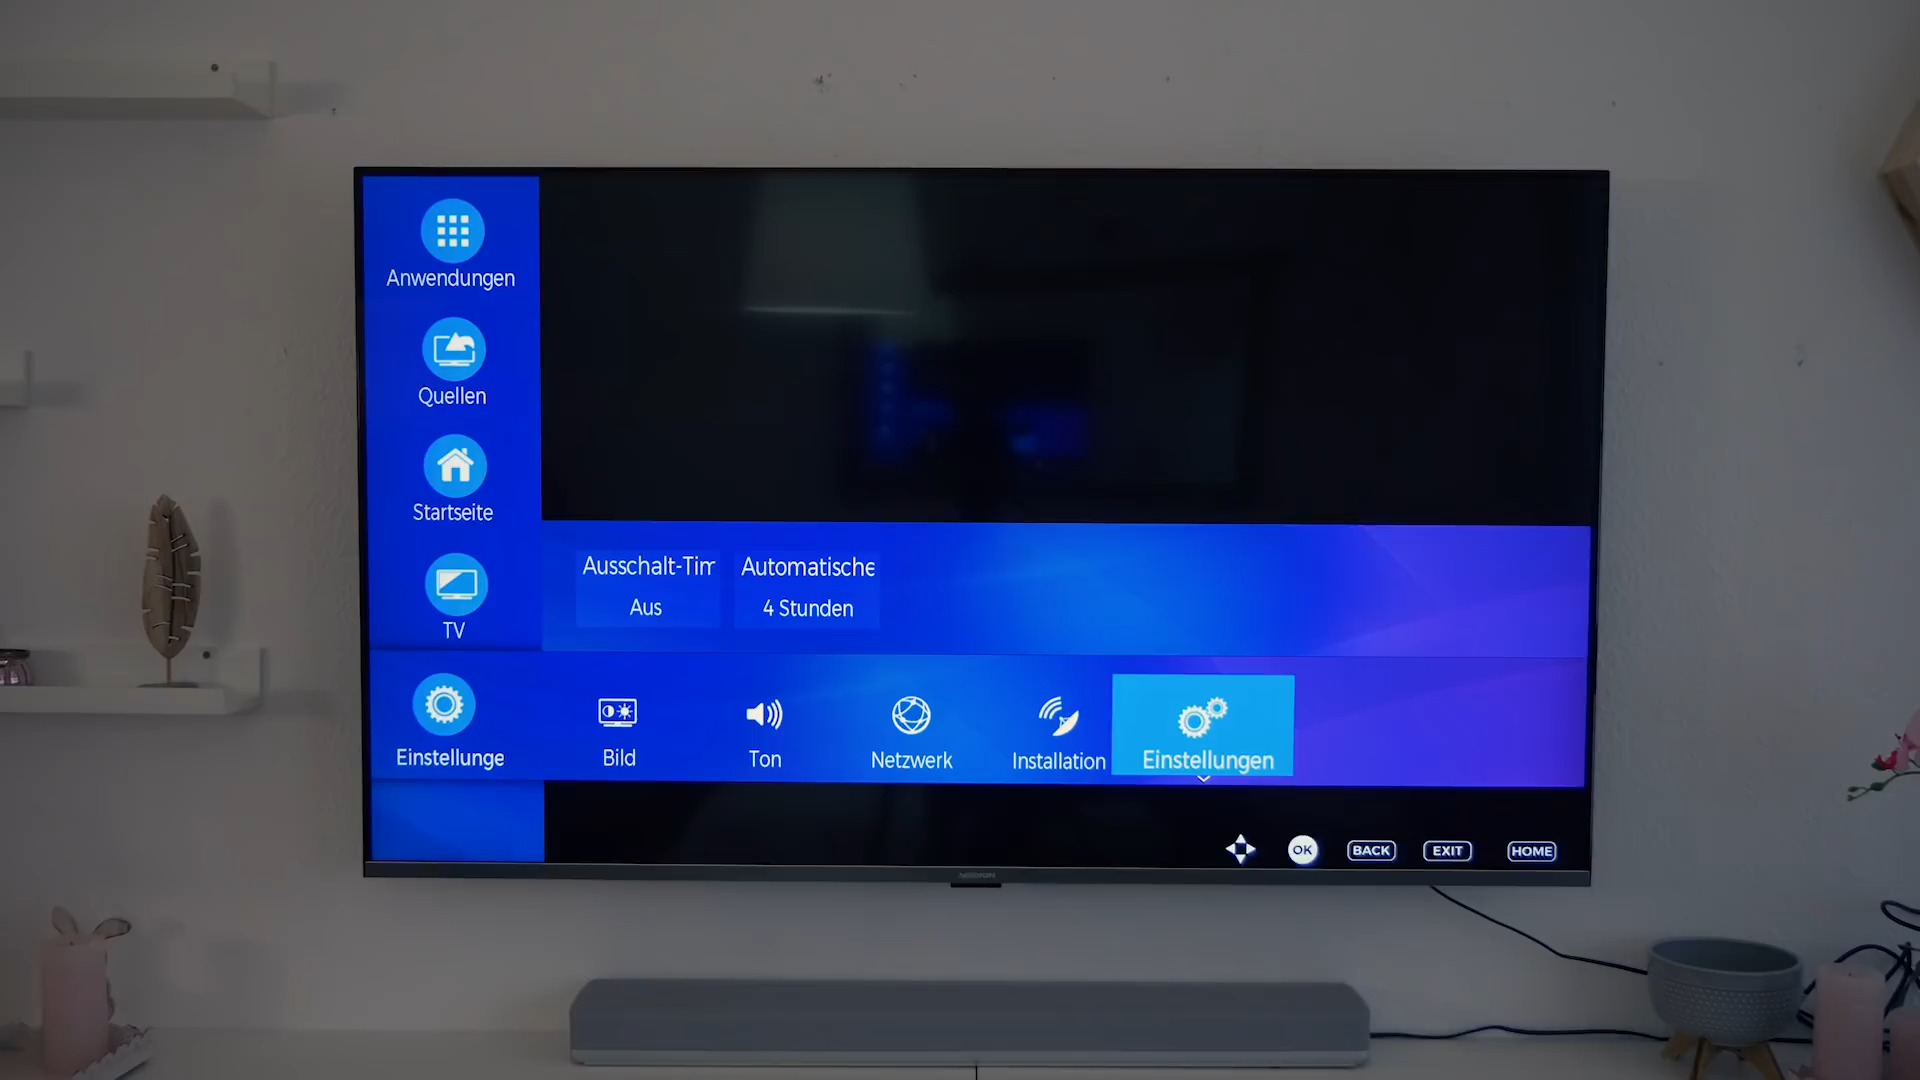 Anwendungen
Quellen
Startseite
TV
Ausschalt-Tim
Aus
Automatische
4 Stunden
Einstellunge
Bild
Ton
Netzwerk
Installation
Einstellungen
OK
BACK
EXIT
HOME
MEDION